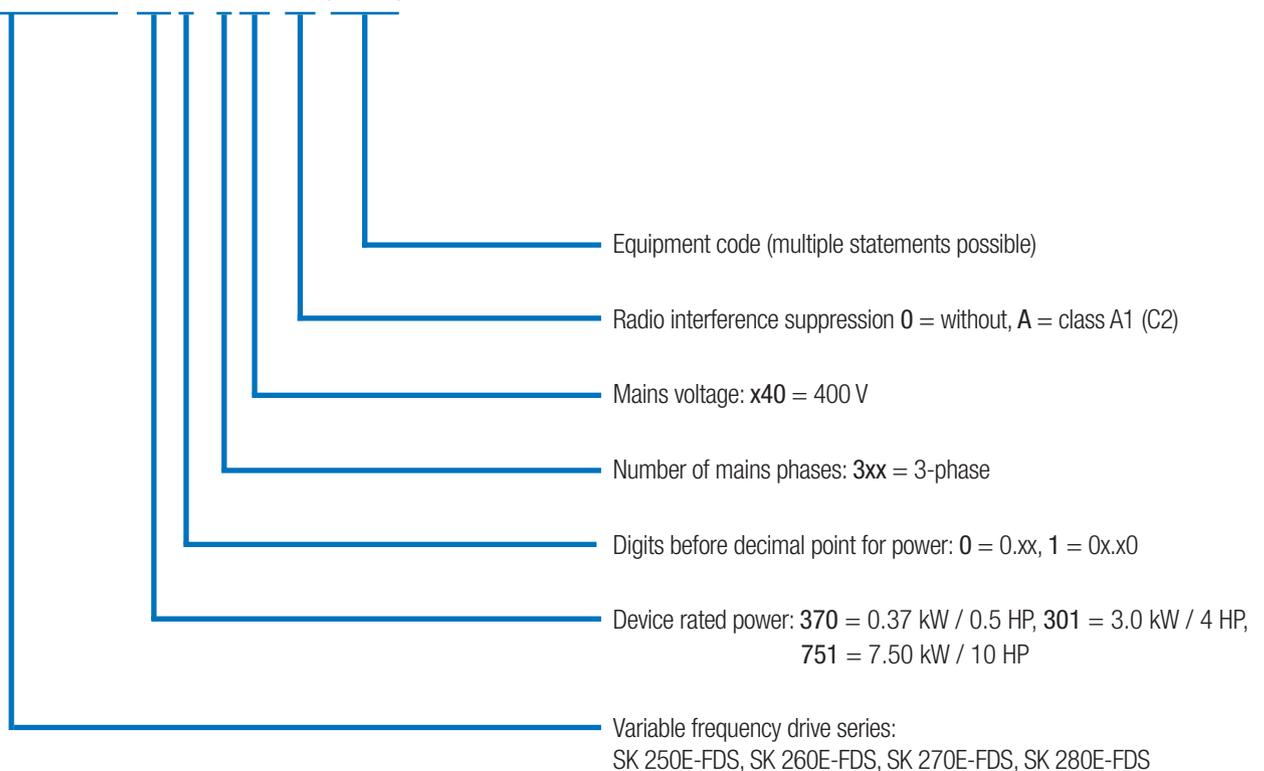 Equipment code (multiple statements possible)
Radio interference suppression 0 = without, A = class A1 (C2)
Mains voltage: x40 = 400 V
Number of mains phases: 3xx = 3-phase
Digits before decimal point for power: 0 = 0.xx, 1 = 0x.x0
Device rated power: 370 = 0.37 kW / 0.5 HP, 301 = 3.0 kW / 4 HP,
751 = 7.50 kW / 10 HP
Variable frequency drive series:
SK 250E-FDS, SK 260E-FDS, SK 270E-FDS, SK 280E-FDS